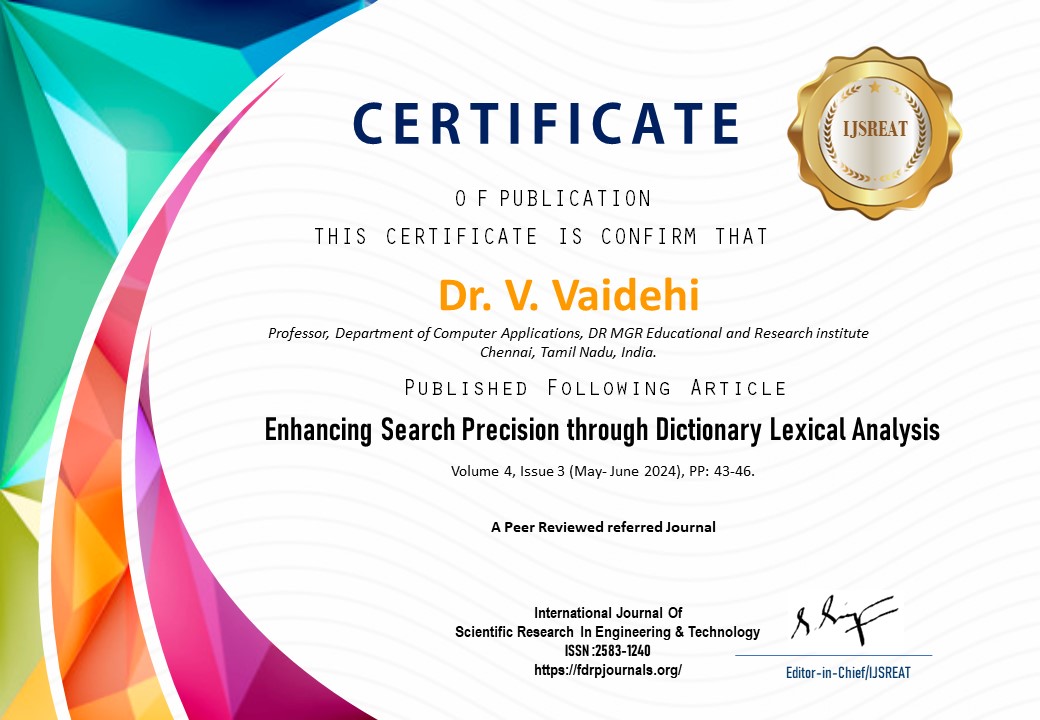 CERTIFICATE
IJSREAT
O F PUBLICATION
THIS CERTIFICATE IS CONFIRM THAT
Dr. V. Vaidehi
Professor, Department of Computer Applications, DR MGR Educational and Research institute
Chennai, Tamil Nadu, India.
PUBLISHED FOLLOWING ARTICLE
Enhancing Search Precision through Dictionary Lexical Analysis
Volume 4, Issue 3 (May- June 2024), PP: 43-46.
A Peer Reviewed referred Journal
International Journal Of
Scientific Research In Engineering & Technology
ISSN :2583-1240
https://fdrpjournals.org/
Editor-in-Chief/IJSREAT